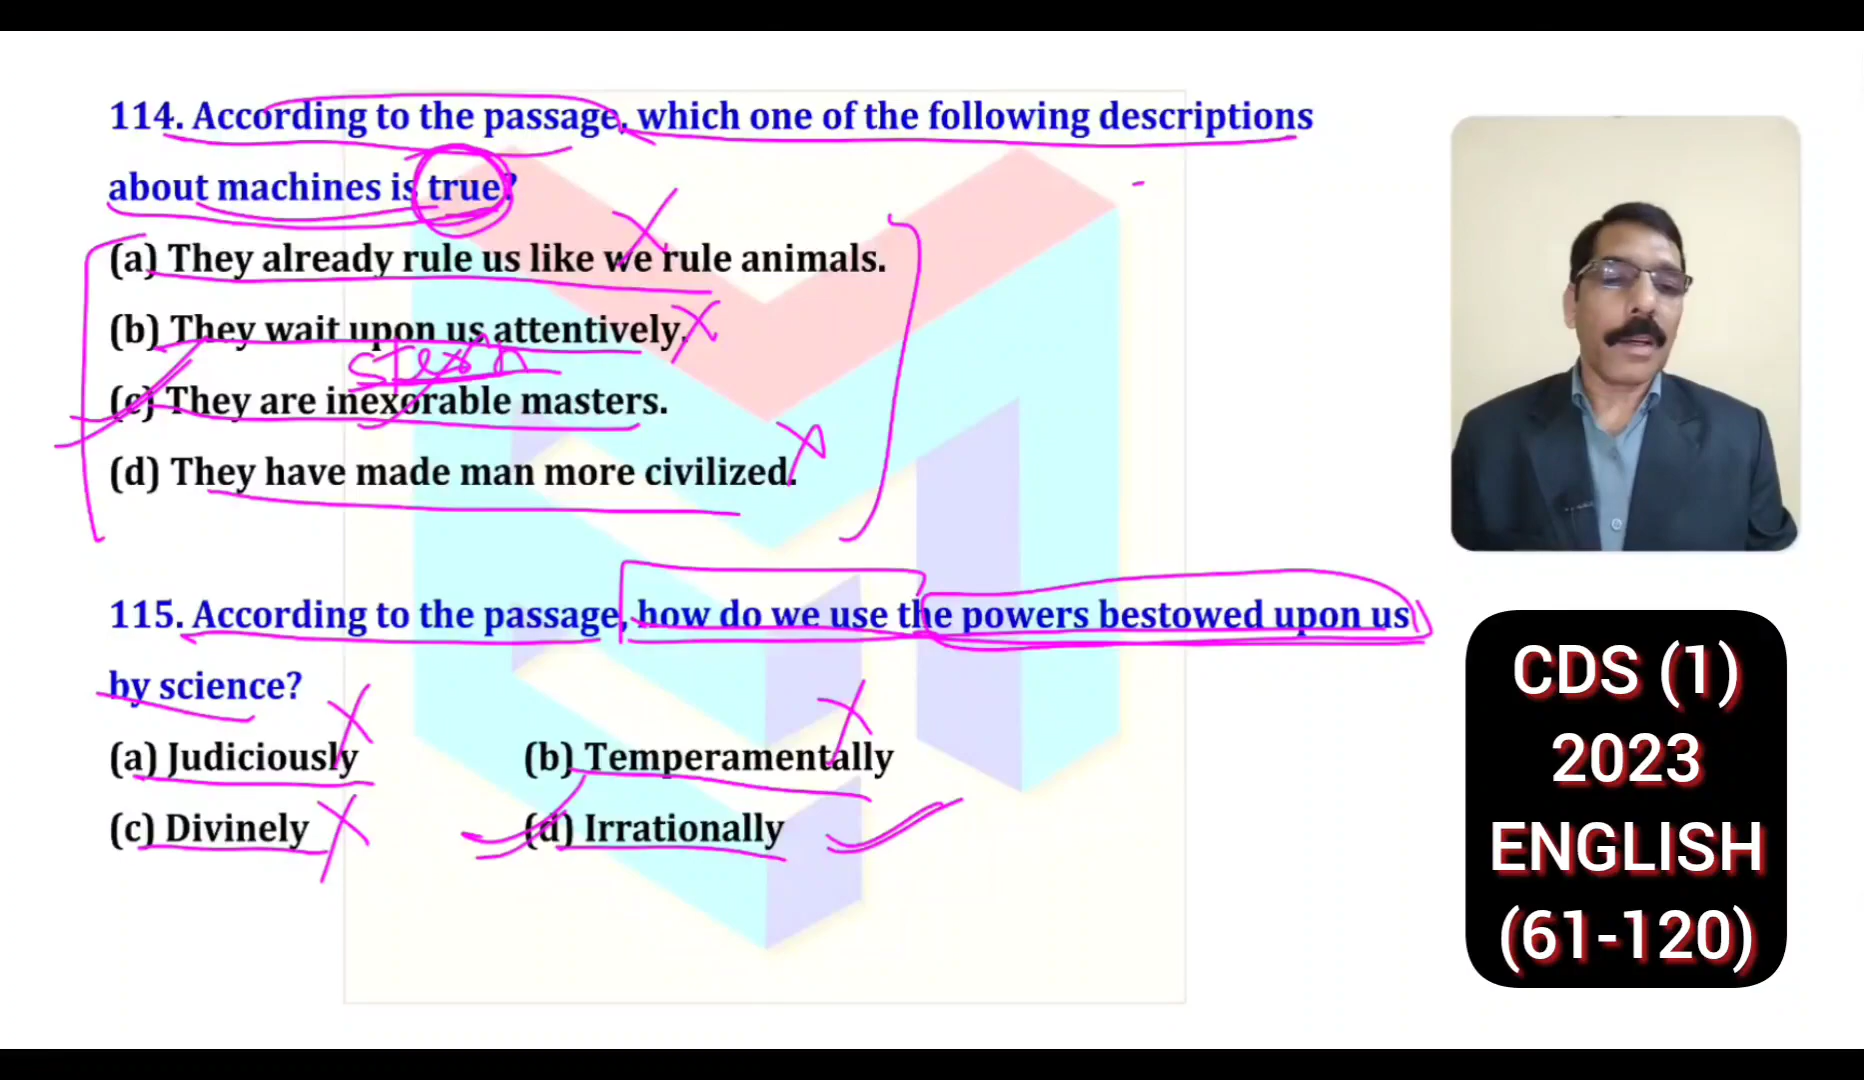 114. According to the passage, which one of the following descriptions
about machines is true?
(a) They already rule us like we rule animals.
(b) They wait upon us attentively.
stern
(c) They are inexorable masters.
(d) They have made man more civilized.
115. According to the passage, how do we use the powers bestowed upon us
by science?
(a) Judiciously (b) Temperamentally
(c) Divinely (d) Irrationally
CDS (1)
2023
ENGLISH
(61-120)